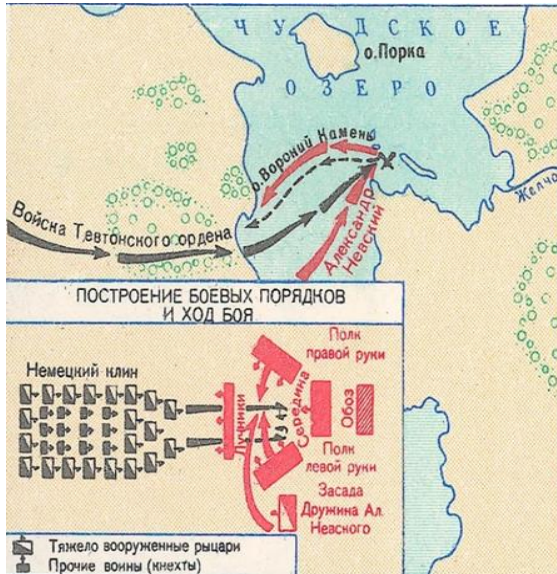 ЧУДСКОЕ
о.Порка
ОЗЕРО
о.Вороний Камень
Желча
Войска Тевтонского ордена
Александр
Невский
ПОСТРОЕНИЕ БОЕВЫХ ПОРЯДКОВ
И ХОД БОЯ
Немецкий клин
Полк
правой руки
Лучники
Середина
Обоз
Полк
левой руки
Засада
Дружина Ал.
Невского
Тяжело вооруженные рыцари
Прочие воины (кнехты)